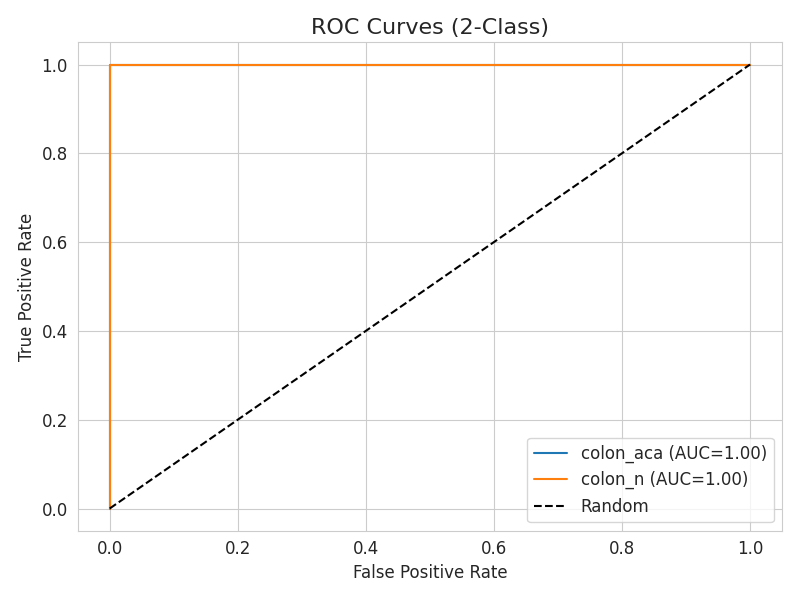 ROC Curves (2-Class)
True Positive Rate
1.0
0.8
0.6
0.4
0.2
0.0
colon_aca (AUC=1.00)
colon_n (AUC=1.00)
Random
0.0 0.2 0.4 0.6 0.8 1.0
False Positive Rate